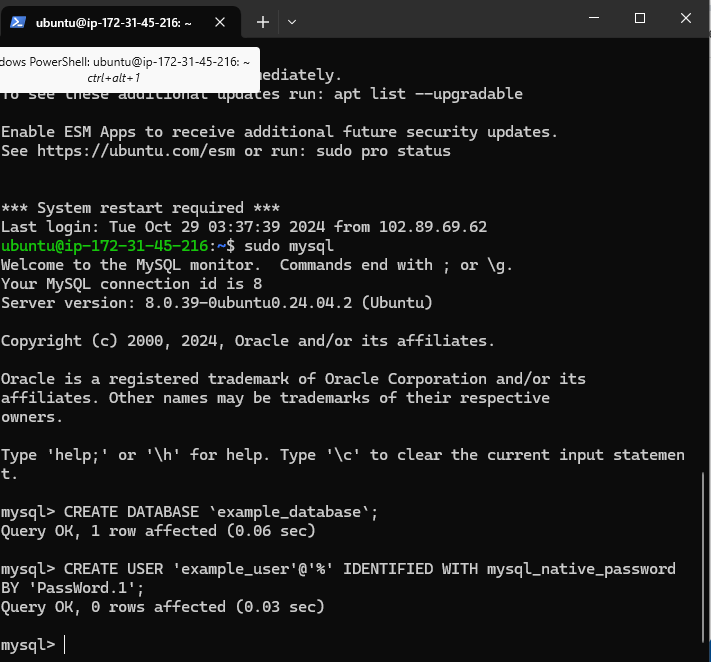 ubuntu@ip-172-31-45-216: ~
dows PowerShell: ubuntu@ip-172-31-45-216: ~
ctrl+alt+1
mediately.
To see these additional updates run: apt list --upgradable

Enable ESM Apps to receive additional future security updates.
See https://ubuntu.com/esm or run: sudo pro status

*** System restart required ***
Last login: Tue Oct 29 03:37:39 2024 from 102.89.69.62
ubuntu@ip-172-31-45-216:~$ sudo mysql
Welcome to the MySQL monitor.  Commands end with ; or \g.
Your MySQL connection id is 8
Server version: 8.0.39-0ubuntu0.24.04.2 (Ubuntu)

Copyright (c) 2000, 2024, Oracle and/or its affiliates.

Oracle is a registered trademark of Oracle Corporation and/or its
affiliates. Other names may be trademarks of their respective
owners.

Type 'help;' or '\h' for help. Type '\c' to clear the current input statemen
t.

mysql> CREATE DATABASE `example_database`;
Query OK, 1 row affected (0.06 sec)

mysql> CREATE USER 'example_user'@'%' IDENTIFIED WITH mysql_native_password
BY 'PassWord.1';
Query OK, 0 rows affected (0.03 sec)

mysql>